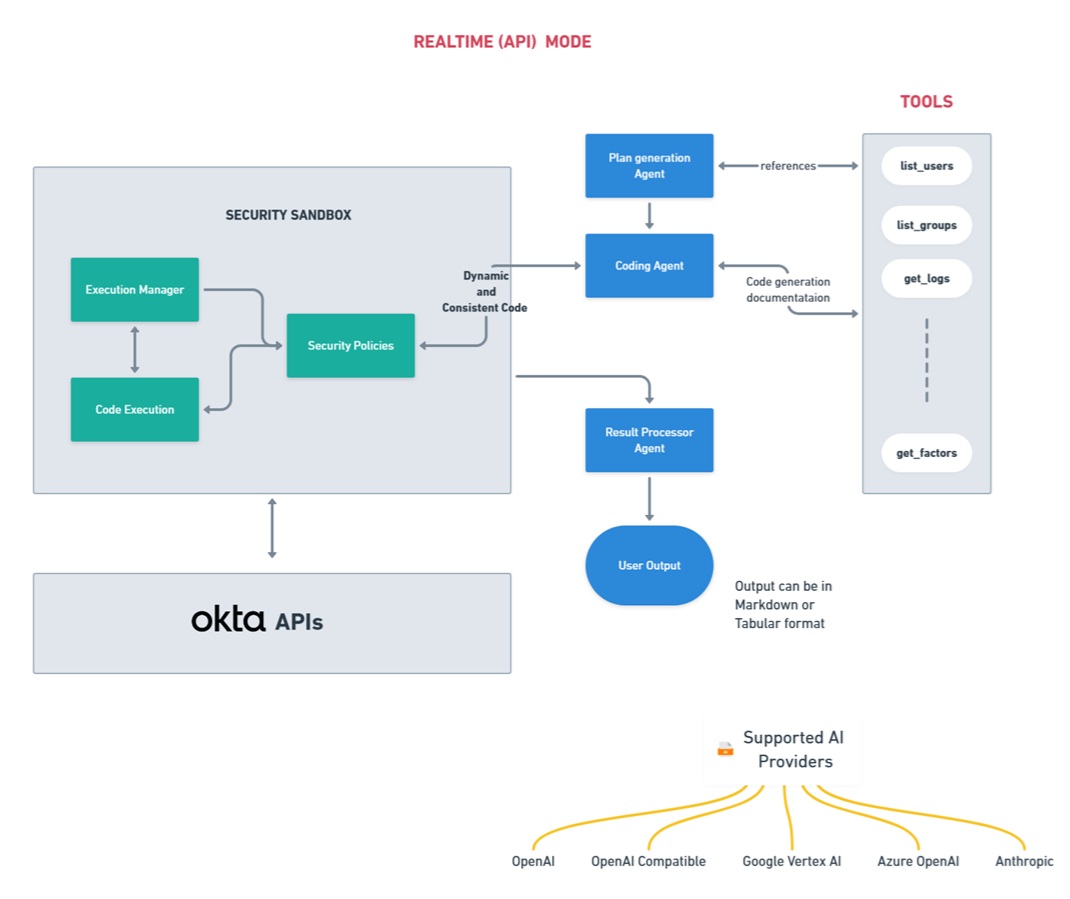 REALTIME (API) MODE
TOOLS
Plan generation
Agent
references
list_users
SECURITY SANDBOX
list_groups
Execution Manager
Dynamic
and
Consistent Code
Coding Agent
Code generation
documentataion
get_logs
Security Policies
Code Execution
Result Processor
Agent
get_factors
User Output
Output can be in
Markdown or
Tabular format
okta APIs
Supported AI
Providers
OpenAI
OpenAI Compatible
Google Vertex AI
Azure OpenAI
Anthropic